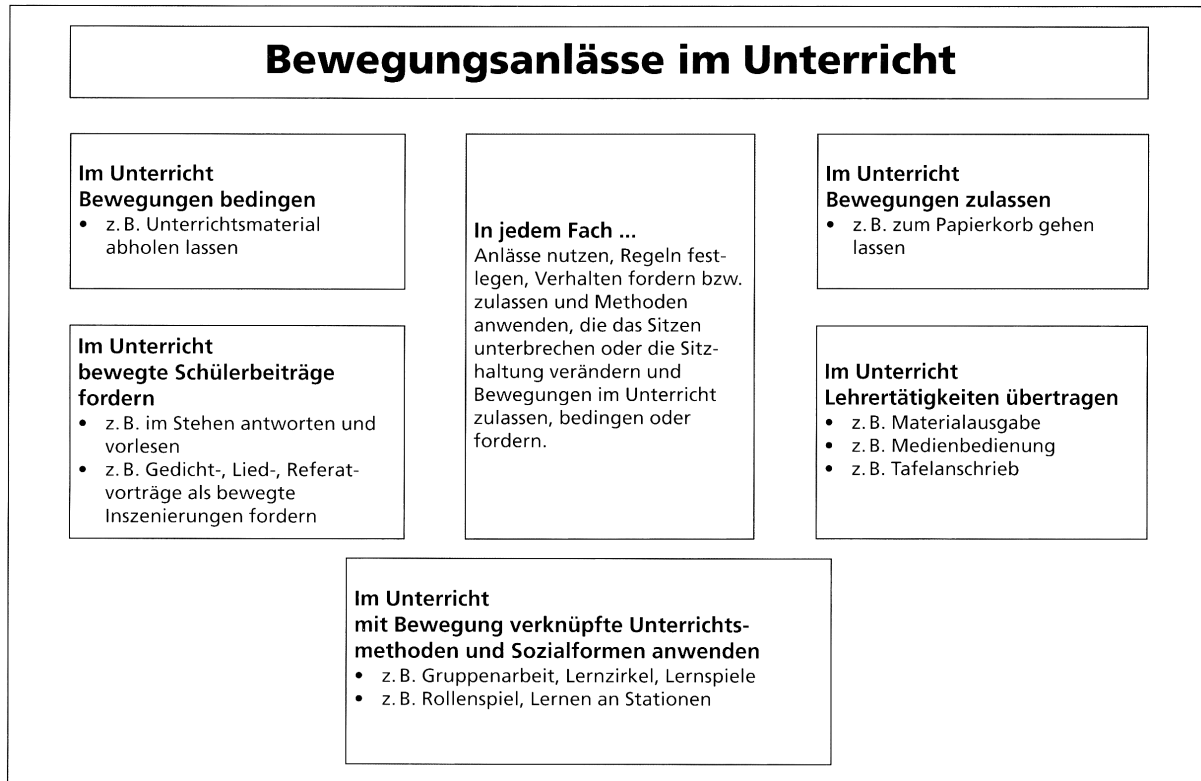 Bewegungsanlässe im Unterricht
Im Unterricht
Bewegungen bedingen
• z. B. Unterrichtsmaterial
abholen lassen
Im Unterricht
bewegte Schülerbeiträge
fordern
• z. B. im Stehen antworten und
vorlesen
• z. B. Gedicht-, Lied-, Referat-
vorträge als bewegte
Inszenierungen fordern
In jedem Fach ...
Anlässe nutzen, Regeln fest-
legen, Verhalten fordern bzw.
zulassen und Methoden
anwenden, die das Sitzen
unterbrechen oder die Sitz-
haltung verändern und
Bewegungen im Unterricht
zulassen, bedingen oder
fordern.
Im Unterricht
Bewegungen zulassen
• z. B. zum Papierkorb gehen
lassen
Im Unterricht
Lehrertätigkeiten übertragen
• z. B. Materialausgabe
• z. B. Medienbedienung
• z. B. Tafelanschrieb
Im Unterricht
mit Bewegung verknüpfte Unterrichts-
methoden und Sozialformen anwenden
• z. B. Gruppenarbeit, Lernzirkel, Lernspiele
• z. B. Rollenspiel, Lernen an Stationen